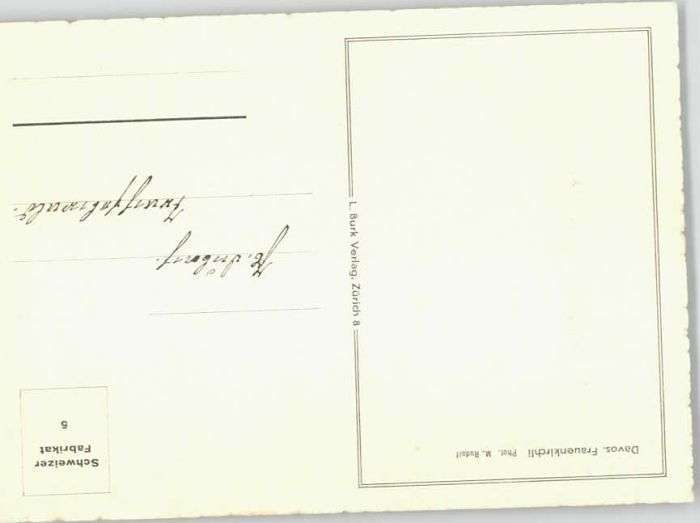 Davos. Frauenkirchli Phot. M. Rudolf
L. Burk Verlag, Zürich 8
Schweizer
Fabrikat
5